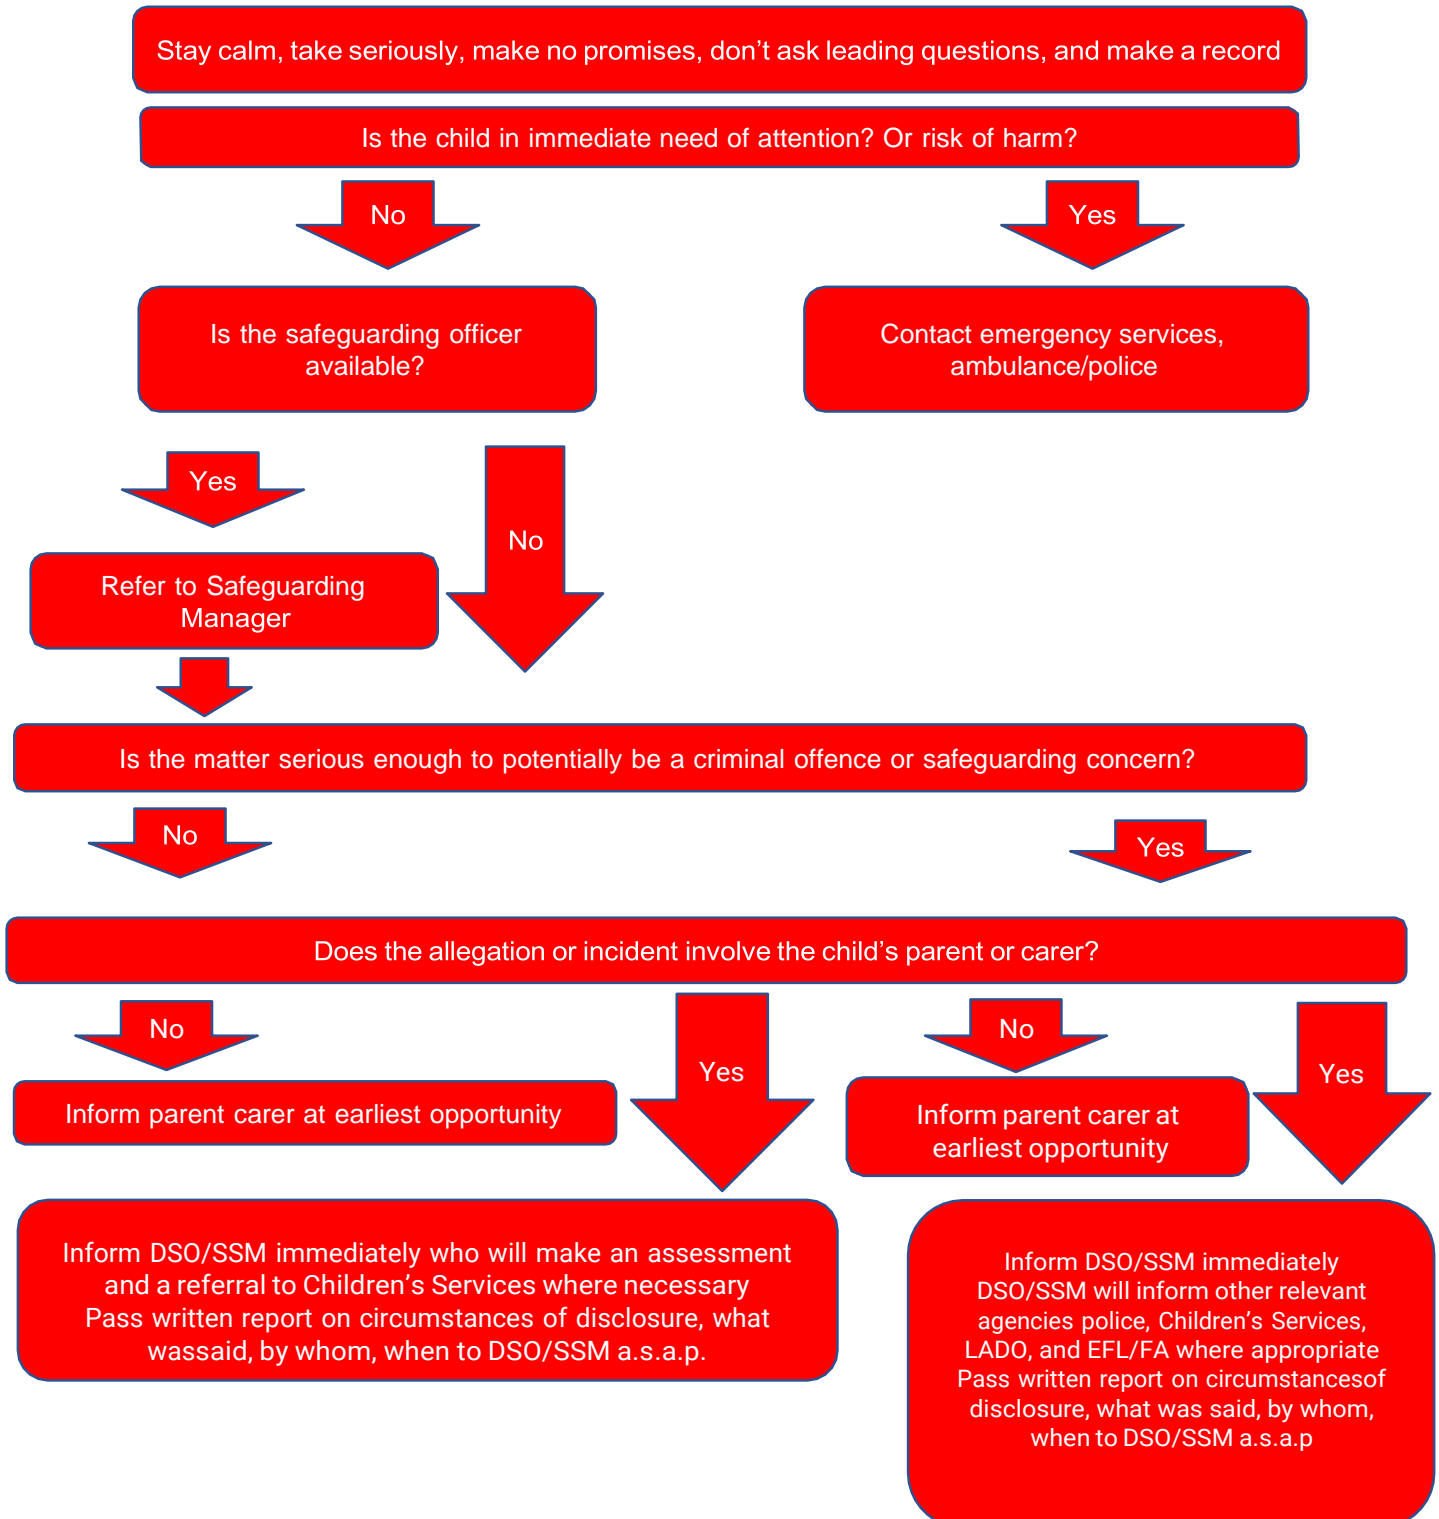 Stay calm, take seriously, make no promises, don’t ask leading questions, and make a record
Is the child in immediate need of attention? Or risk of harm?
No
Yes
Is the safeguarding officer
available?
Contact emergency services,
ambulance/police
Yes
No
Refer to Safeguarding
Manager
Is the matter serious enough to potentially be a criminal offence or safeguarding concern?
No
Yes
Does the allegation or incident involve the child’s parent or carer?
No
Yes
No
Yes
Inform parent carer at earliest opportunity
Inform parent carer at
earliest opportunity
Inform DSO/SSM immediately who will make an assessment
and a referral to Children’s Services where necessary
Pass written report on circumstances of disclosure, what
wassaid, by whom, when to DSO/SSM a.s.a.p.
Inform DSO/SSM immediately
DSO/SSM will inform other relevant
agencies police, Children’s Services,
LADO, and EFL/FA where appropriate
Pass written report on circumstancesof
disclosure, what was said, by whom,
when to DSO/SSM a.s.a.p